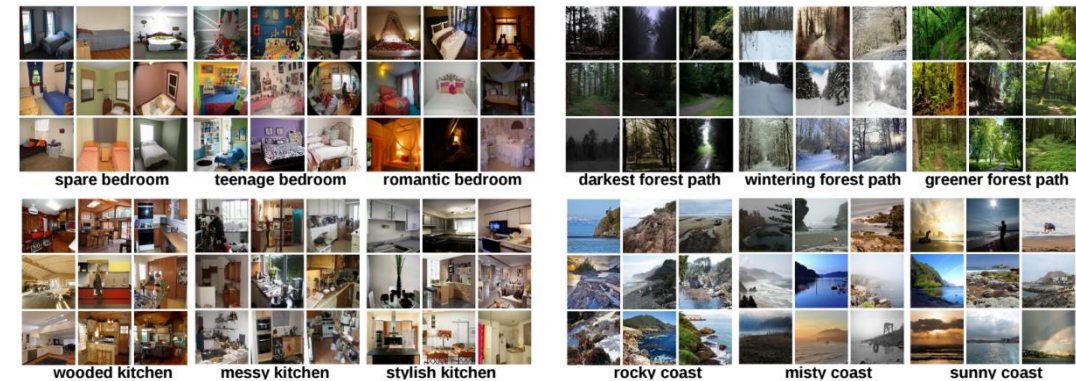 spare bedroom
teenage bedroom
romantic bedroom
darkest forest path
wintering forest path
greener forest path
wooded kitchen
messy kitchen
stylish kitchen
rocky coast
misty coast
sunny coast